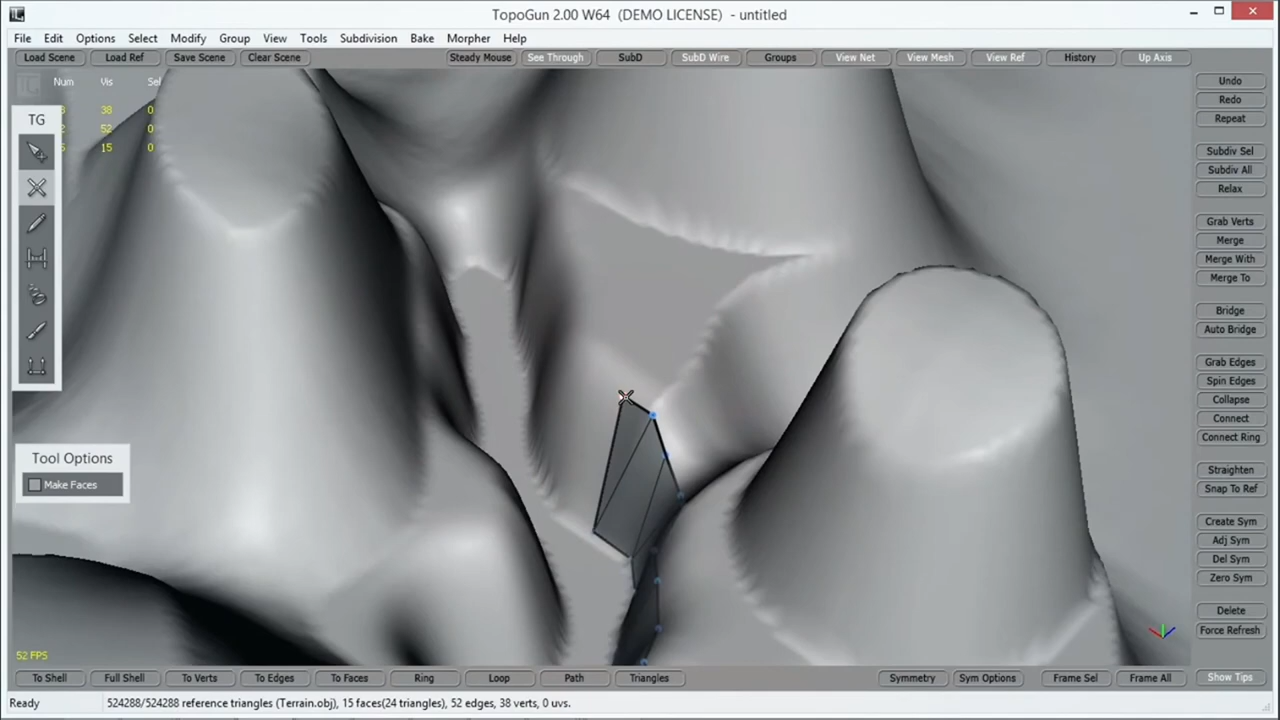 TopoGun 2.00 W64 (DEMO LICENSE) - untitled
File Edit Options Select Modify Group View Tools Subdivision Bake Morpher Help
Load Scene Load Ref Save Scene Clear Scene Steady Mouse See Through SubD SubD Wire Groups View Net View Mesh View Ref History Up Axis
Num Vis Sel
38 0
52 0
15 0
TG
Tool Options
Make Faces
52 FPS
Undo
Redo
Repeat
Subdiv Sel
Subdiv All
Relax
Grab Verts
Merge
Merge With
Merge To
Bridge
Auto Bridge
Grab Edges
Spin Edges
Collapse
Connect
Connect Ring
Straighten
Snap To Ref
Create Sym
Adj Sym
Del Sym
Zero Sym
Delete
Force Refresh
To Shell Full Shell To Verts To Edges To Faces Ring Loop Path Triangles Symmetry Sym Options Frame Sel Frame All Show Tips
Ready 524288/524288 reference triangles (Terrain.obj), 15 faces(24 triangles), 52 edges, 38 verts, 0 uvs.